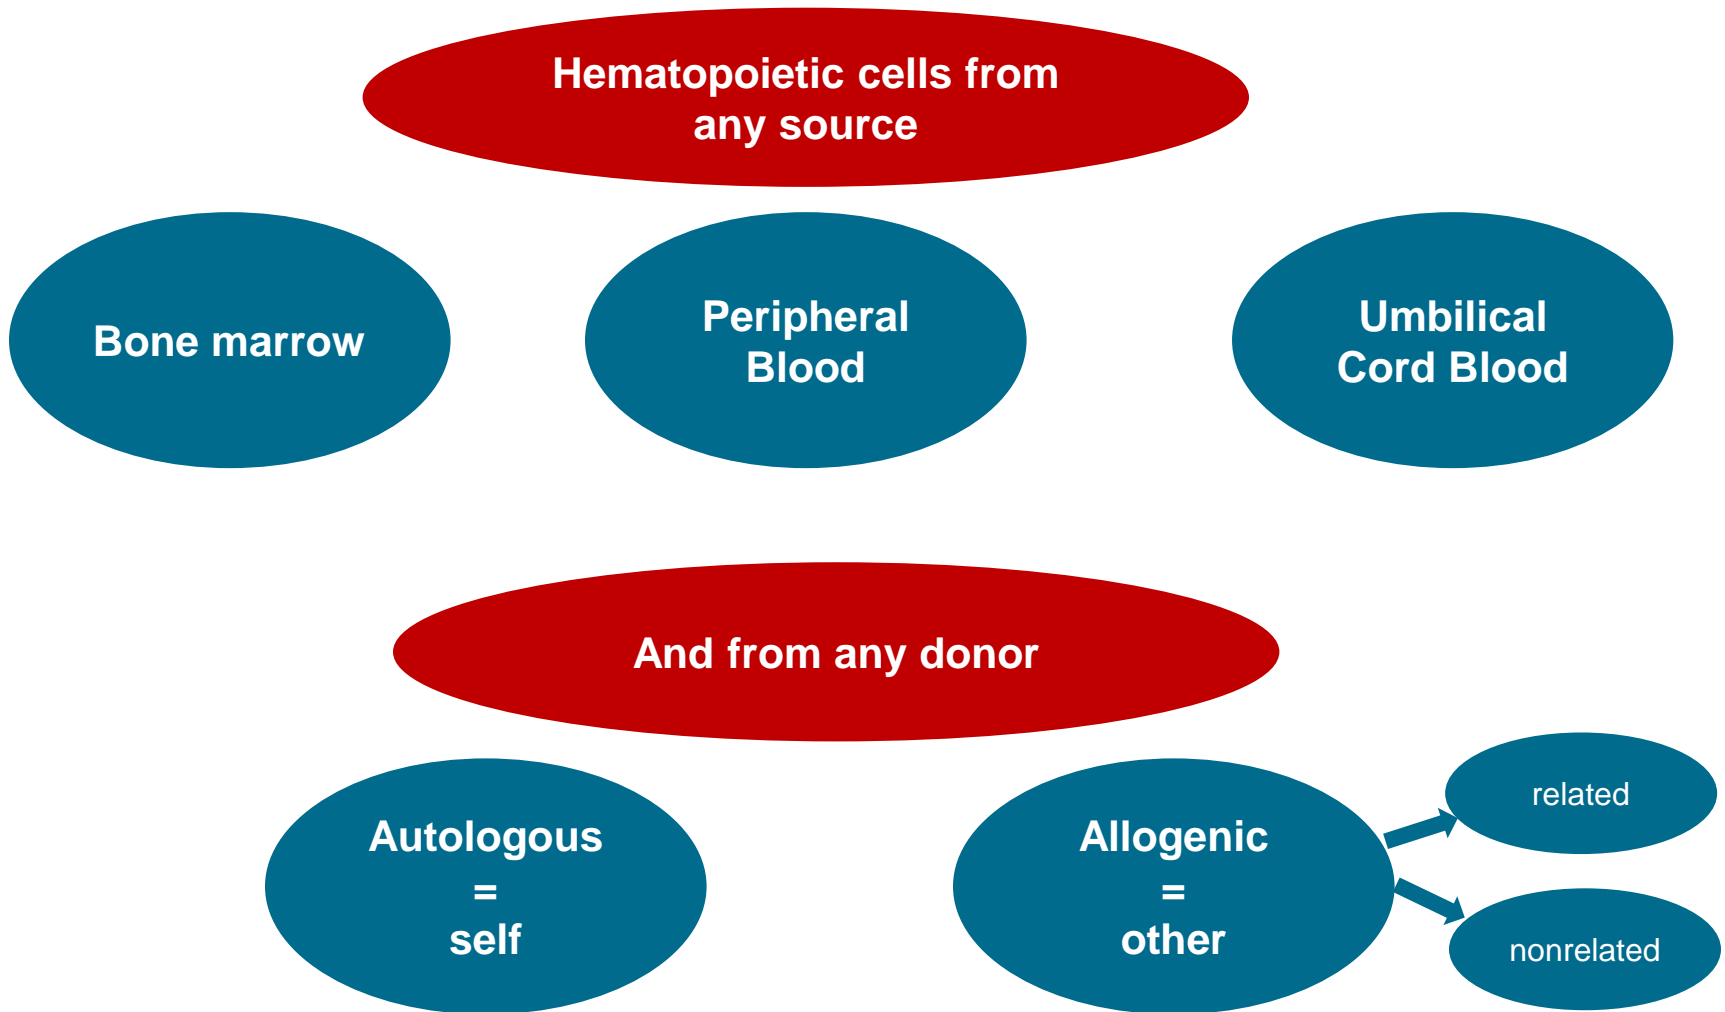 Hematopoietic cells from
any source
Bone marrow
Peripheral
Blood
Umbilical
Cord Blood
And from any donor
Autologous
=
self
Allogenic
=
other
related
nonrelated